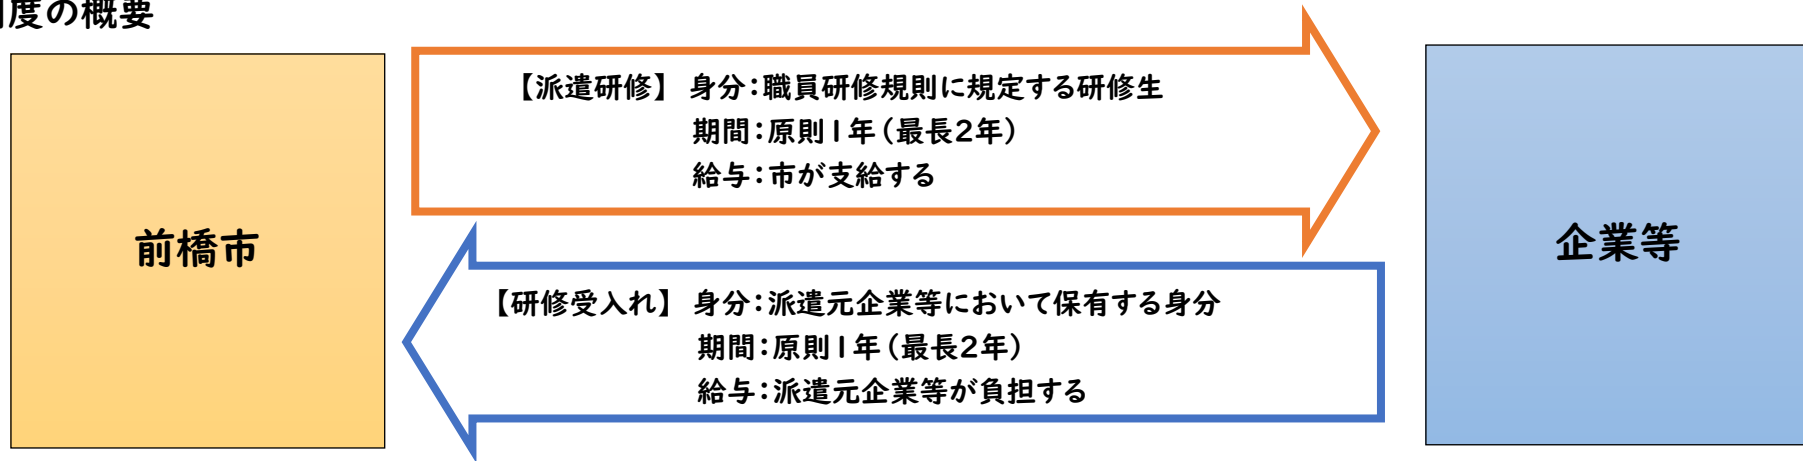 制度の概要
【派遣研修】 身分：職員研修規則に規定する研修生
期間：原則1年（最長2年）
給与：市が支給する
前橋市
企業等
【研修受入れ】 身分：派遣元企業等において保有する身分
期間：原則1年（最長2年）
給与：派遣元企業等が負担する